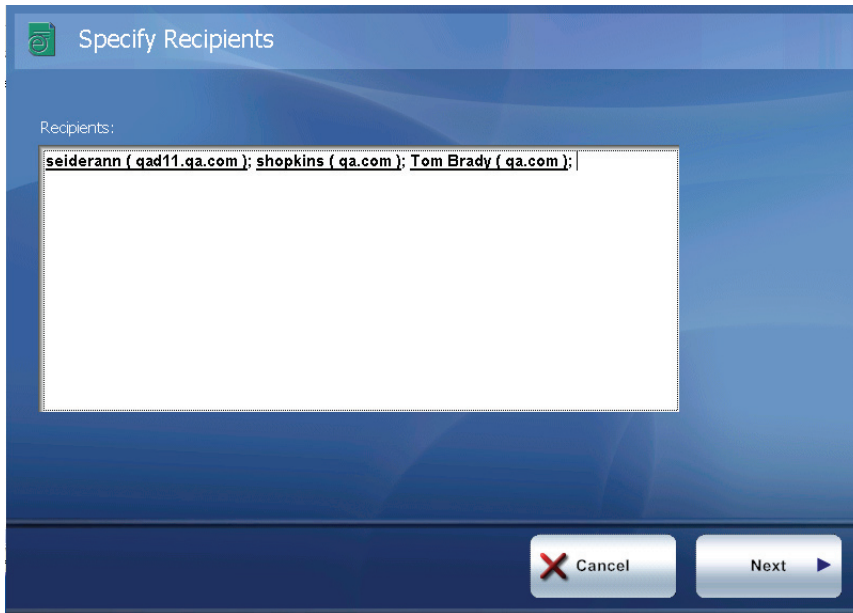 Specify Recipients
Recipients:
seiderann ( qad11.qa.com ); shopkins ( qa.com ); Tom Brady ( qa.com );
Cancel
Next